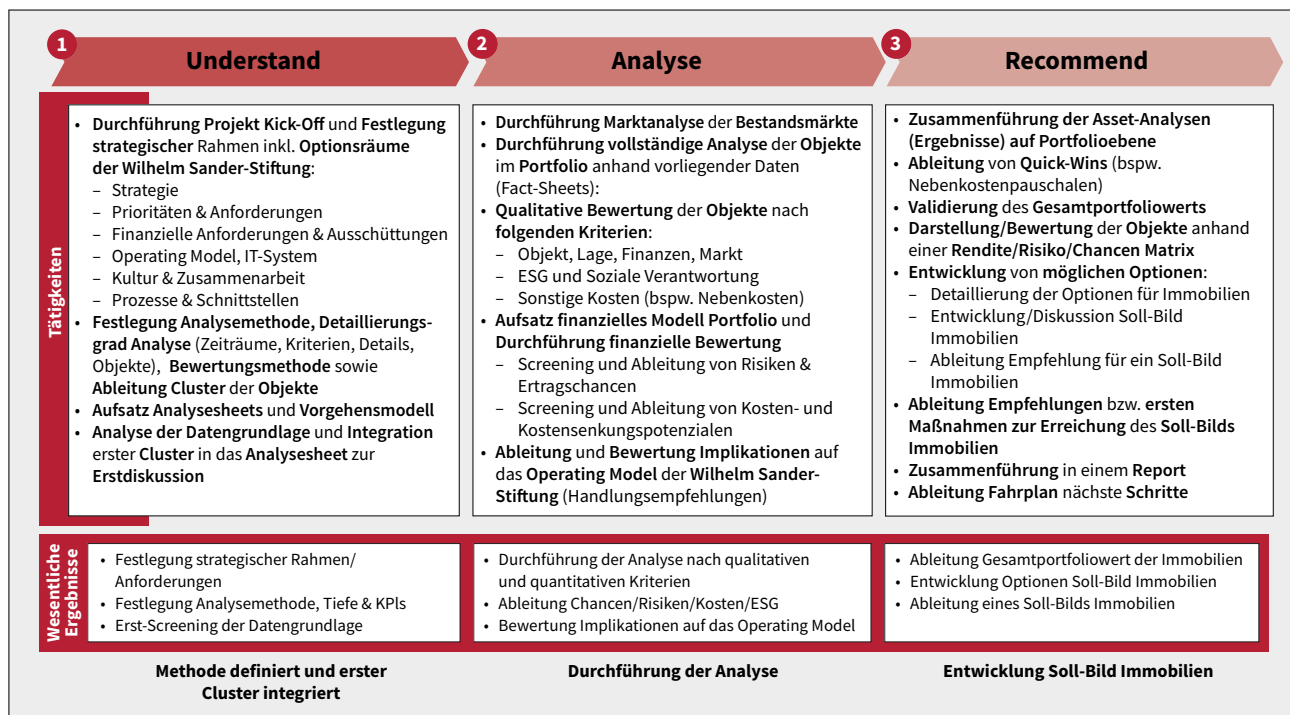 1
Understand
2
Analyse
3
Recommend
Tätigkeiten
• Durchführung Projekt Kick-Off und Festlegung
strategischer Rahmen inkl. Optionsräume
der Wilhelm Sander-Stiftung:
– Strategie
– Prioritäten & Anforderungen
– Finanzielle Anforderungen & Ausschüttungen
– Operating Model, IT-System
– Kultur & Zusammenarbeit
– Prozesse & Schnittstellen
• Festlegung Analysemethode, Detaillierungs-
grad Analyse (Zeiträume, Kriterien, Details,
Objekte), Bewertungsmethode sowie
Ableitung Cluster der Objekte
• Aufsatz Analysesheets und Vorgehensmodell
• Analyse der Datengrundlage und Integration
erster Cluster in das Analysesheet zur
Erstdiskussion
• Durchführung Marktanalyse der Bestandsmärkte
• Durchführung vollständige Analyse der Objekte
im Portfolio anhand vorliegender Daten
(Fact-Sheets):
• Qualitative Bewertung der Objekte nach
folgenden Kriterien:
– Objekt, Lage, Finanzen, Markt
– ESG und Soziale Verantwortung
– Sonstige Kosten (bspw. Nebenkosten)
• Aufsatz finanzielles Modell Portfolio und
Durchführung finanzielle Bewertung
– Screening und Ableitung von Risiken &
Ertragschancen
– Screening und Ableitung von Kosten- und
Kostensenkungspotenzialen
• Ableitung und Bewertung Implikationen auf
das Operating Model der Wilhelm Sander-
Stiftung (Handlungsempfehlungen)
• Zusammenführung der Asset-Analysen
(Ergebnisse) auf Portfolioebene
• Ableitung von Quick-Wins (bspw.
Nebenkostenpauschalen)
• Validierung des Gesamtportfoliowerts
• Darstellung/Bewertung der Objekte anhand
einer Rendite/Risiko/Chancen Matrix
• Entwicklung von möglichen Optionen:
– Detaillierung der Optionen für Immobilien
– Entwicklung/Diskussion Soll-Bild
Immobilien
– Ableitung Empfehlung für ein Soll-Bild
Immobilien
• Ableitung Empfehlungen bzw. ersten
Maßnahmen zur Erreichung des Soll-Bilds
Immobilien
• Zusammenführung in einem Report
• Ableitung Fahrplan nächste Schritte
Wesentliche
Ergebnisse
• Festlegung strategischer Rahmen/
Anforderungen
• Festlegung Analysemethode, Tiefe & KPls
• Erst-Screening der Datengrundlage
• Durchführung der Analyse nach qualitativen
und quantitativen Kriterien
• Ableitung Chancen/Risiken/Kosten/ESG
• Bewertung Implikationen auf das Operating Model
• Ableitung Gesamtportfoliowert der Immobilien
• Entwicklung Optionen Soll-Bild Immobilien
• Ableitung eines Soll-Bilds Immobilien
Methode definiert und erster
Cluster integriert
Durchführung der Analyse
Entwicklung Soll-Bild Immobilien